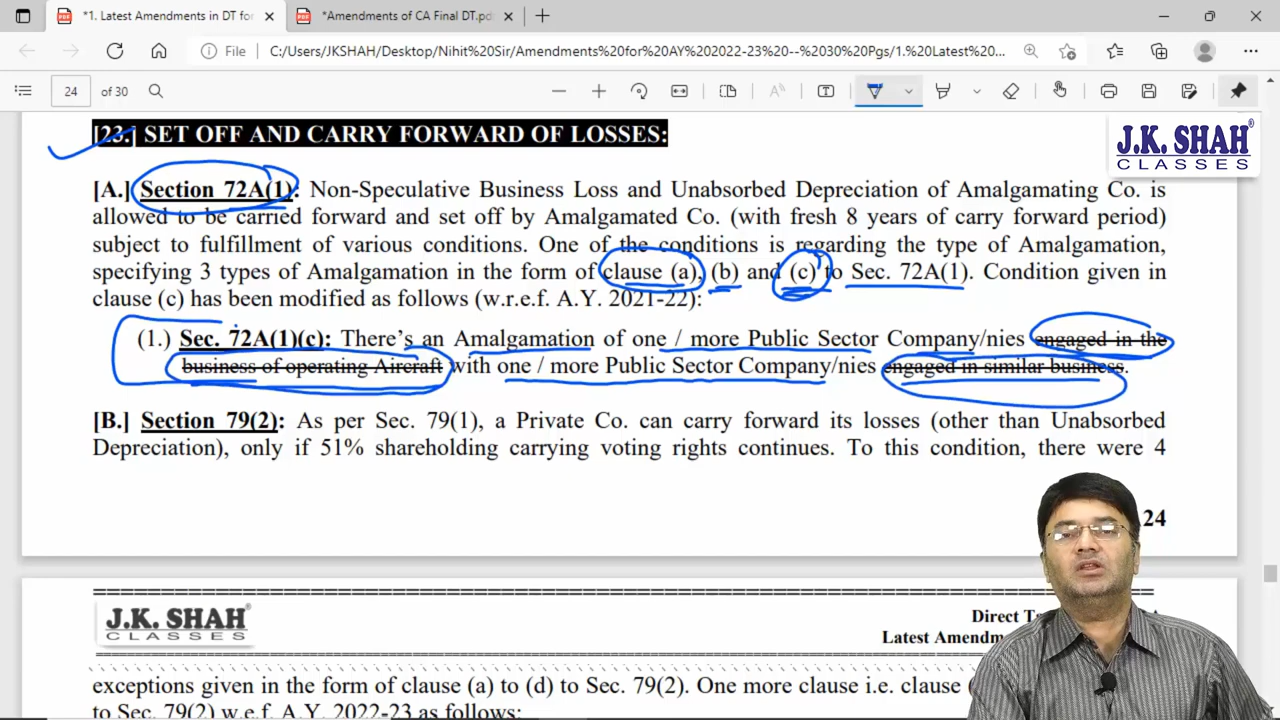 *1. Latest Amendments in DT for
*Amendments of CA Final DT.pd
File
C:/Users/JKSHAH/Desktop/Nihit%20Sir/Amendments%20for%20AY%202022-23%20--%2030%20Pgs/1.%20Latest%20...
24 of 30
J.K. SHAH
CLASSES
[23.] SET OFF AND CARRY FORWARD OF LOSSES:
[A.] Section 72A(1): Non-Speculative Business Loss and Unabsorbed Depreciation of Amalgamating Co. is
allowed to be carried forward and set off by Amalgamated Co. (with fresh 8 years of carry forward period)
subject to fulfillment of various conditions. One of the conditions is regarding the type of Amalgamation,
specifying 3 types of Amalgamation in the form of clause (a), (b) and (c) to Sec. 72A(1). Condition given in
clause (c) has been modified as follows (w.r.e.f. A.Y. 2021-22):
(1.) Sec. 72A(1)(c): There's an Amalgamation of one / more Public Sector Company/nies engaged in the
business of operating Aircraft with one / more Public Sector Company/nies engaged in similar business.
[B.] Section 79(2): As per Sec. 79(1), a Private Co. can carry forward its losses (other than Unabsorbed
Depreciation), only if 51% shareholding carrying voting rights continues. To this condition, there were 4
24
J.K. SHAH
CLASSES
Direct Ta
Latest Amendm
exceptions given in the form of clause (a) to (d) to Sec. 79(2). One more clause i.e. clause (
to Sec. 79(2) w.e.f. A.Y. 2022-23 as follows: